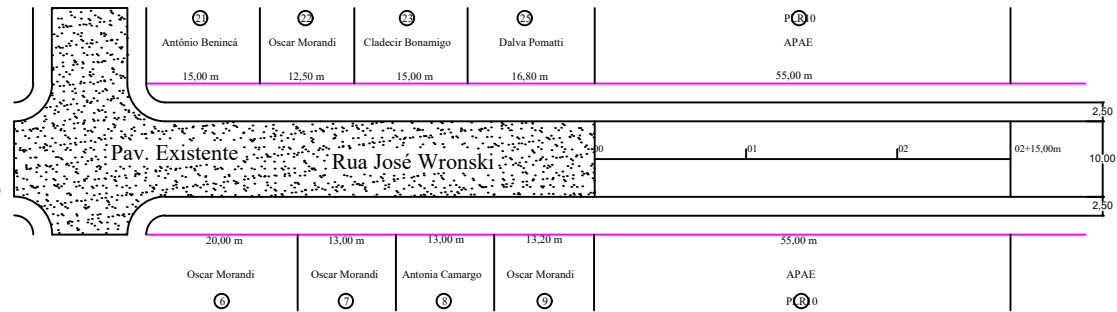 21 22 23 25 PLR10
Antônio Benincá Oscar Morandi Cladecir Bonamigo Dalva Pomatti APAE
15,00 m 12,50 m 15,00 m 16,80 m 55,00 m
2,50
Pav. Existente Rua José Wronski 00 01 02 02+15,00m
10,00
2,50
20,00 m 13,00 m 13,00 m 13,20 m 55,00 m
Oscar Morandi Oscar Morandi Antonia Camargo Oscar Morandi APAE
6 7 8 9 PLR10